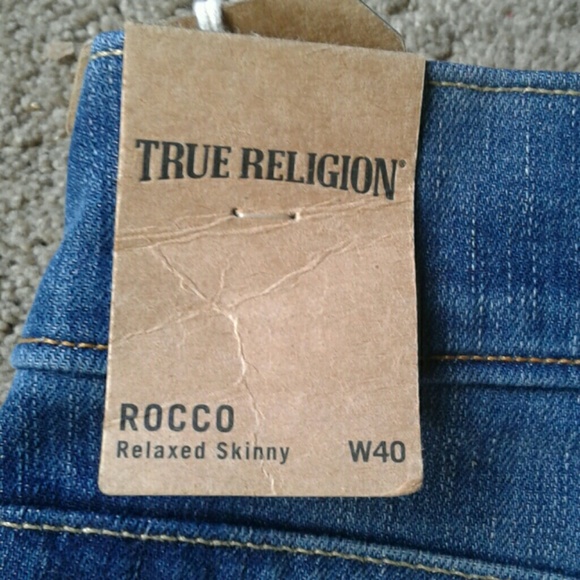 TRUE RELIGION®
ROCCO
Relaxed Skinny W40